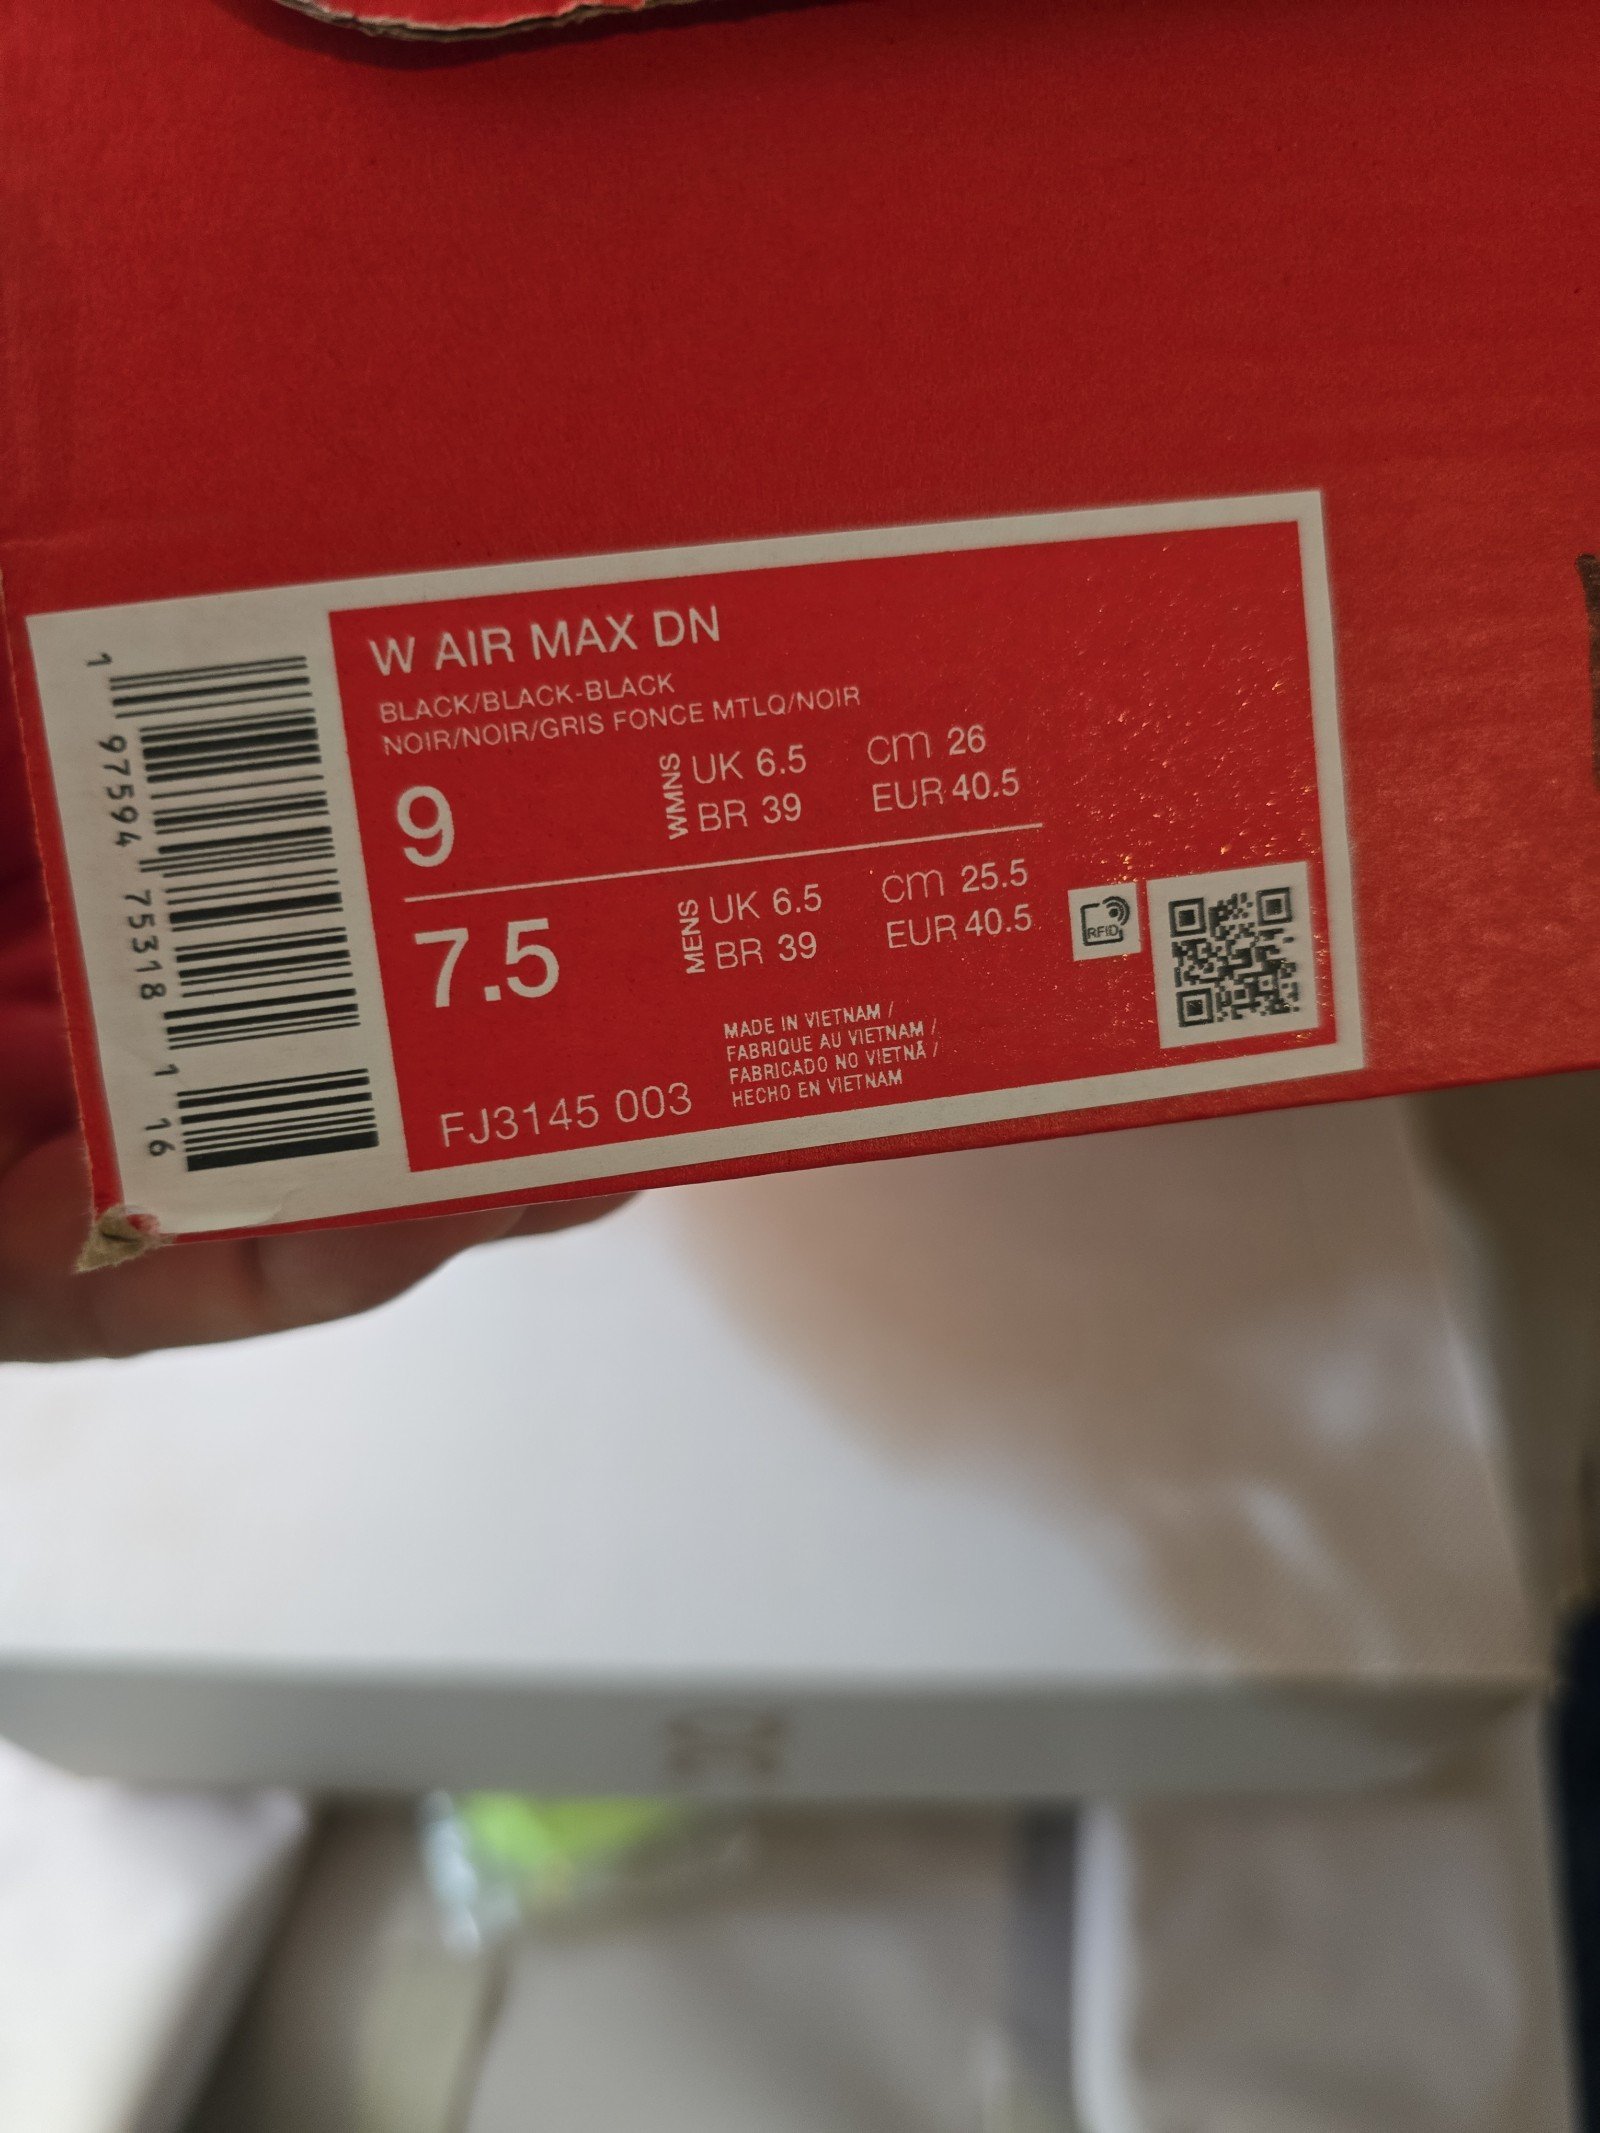 W AIR MAX DN
BLACK/BLACK-BLACK
NOIR/NOIR/GRIS FONCE MTLQ/NOIR
9
WMNS
UK 6.5 cm 26
BR 39 EUR 40.5
7.5
MENS
UK 6.5 cm 25.5
BR 39 EUR 40.5
RFID
MADE IN VIETNAM /
FABRIQUE AU VIETNAM /
FABRICADO NO VIETNÃ /
HECHO EN VIETNAM
FJ3145 003
1 97594 75318 1 16